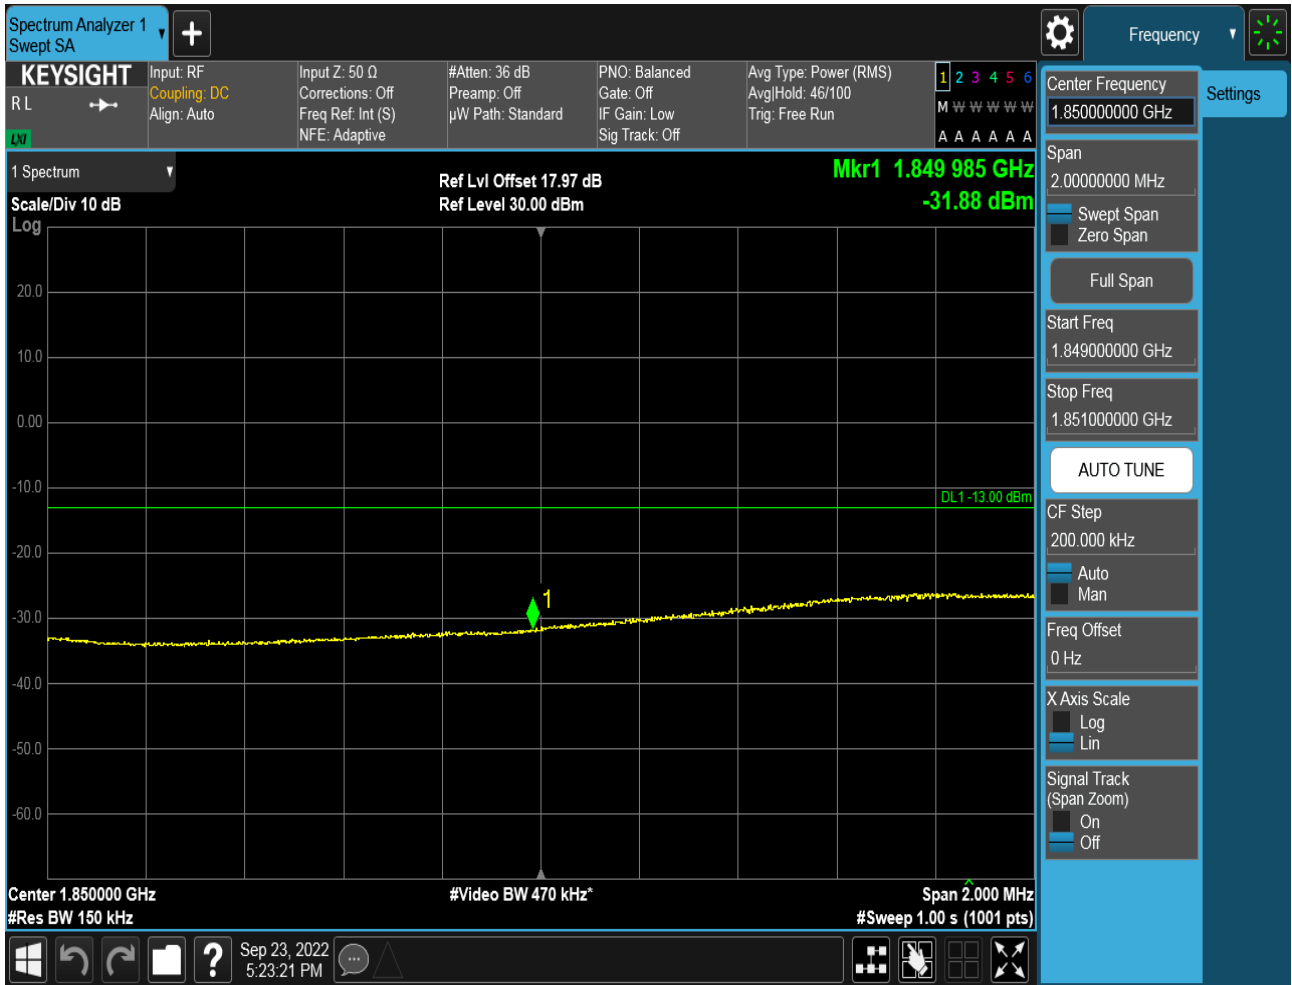 Spectrum Analyzer 1
Swept SA
Frequency
KEYSIGHT
R L
LXI
Input: RF
Coupling: DC
Align: Auto
Input Z: 50 Ω
Corrections: Off
Freq Ref: Int (S)
NFE: Adaptive
#Atten: 36 dB
Preamp: Off
µW Path: Standard
PNO: Balanced
Gate: Off
IF Gain: Low
Sig Track: Off
Avg Type: Power (RMS)
Avg|Hold: 46/100
Trig: Free Run
1 2 3 4 5 6
M W W W W W
A A A A A A
1 Spectrum
Scale/Div 10 dB
Log
Ref Lvl Offset 17.97 dB
Ref Level 30.00 dBm
Mkr1 1.849 985 GHz
-31.88 dBm
20.0
10.0
0.00
-10.0
DL1 -13.00 dBm
-20.0
1
-30.0
-40.0
-50.0
-60.0
Center 1.850000 GHz
#Video BW 470 kHz*
Span 2.000 MHz
#Res BW 150 kHz
#Sweep 1.00 s (1001 pts)
Center Frequency
1.850000000 GHz
Settings
Span
2.00000000 MHz
Swept Span
Zero Span
Full Span
Start Freq
1.849000000 GHz
Stop Freq
1.851000000 GHz
AUTO TUNE
CF Step
200.000 kHz
Auto
Man
Freq Offset
0 Hz
X Axis Scale
Log
Lin
Signal Track
(Span Zoom)
On
Off
?
Sep 23, 2022
5:23:21 PM